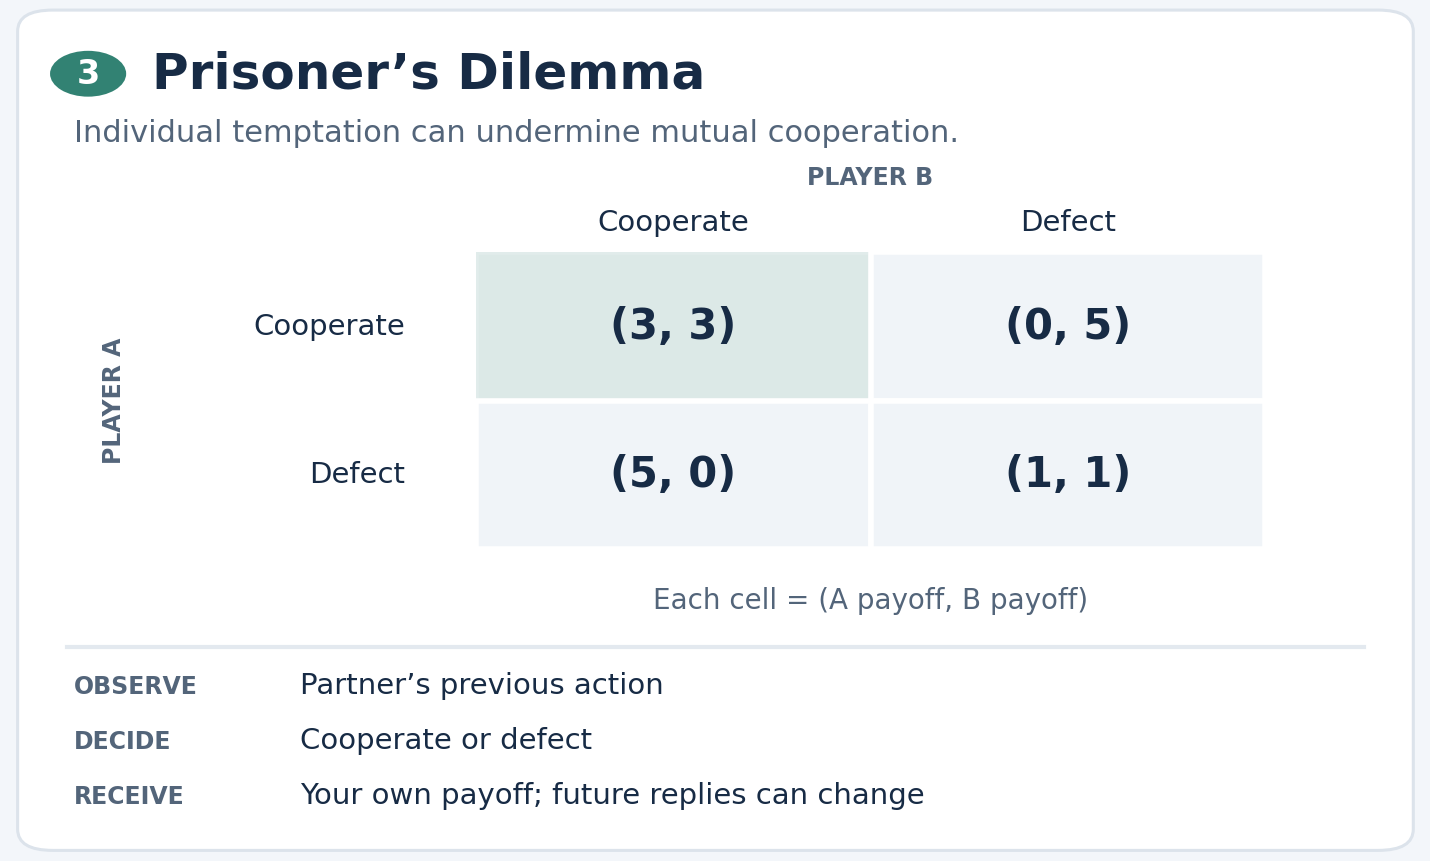 3 Prisoner’s Dilemma
Individual temptation can undermine mutual cooperation.
PLAYER B
Cooperate Defect
PLAYER A
Cooperate (3, 3) (0, 5)
Defect (5, 0) (1, 1)
Each cell = (A payoff, B payoff)
OBSERVE Partner’s previous action
DECIDE Cooperate or defect
RECEIVE Your own payoff; future replies can change